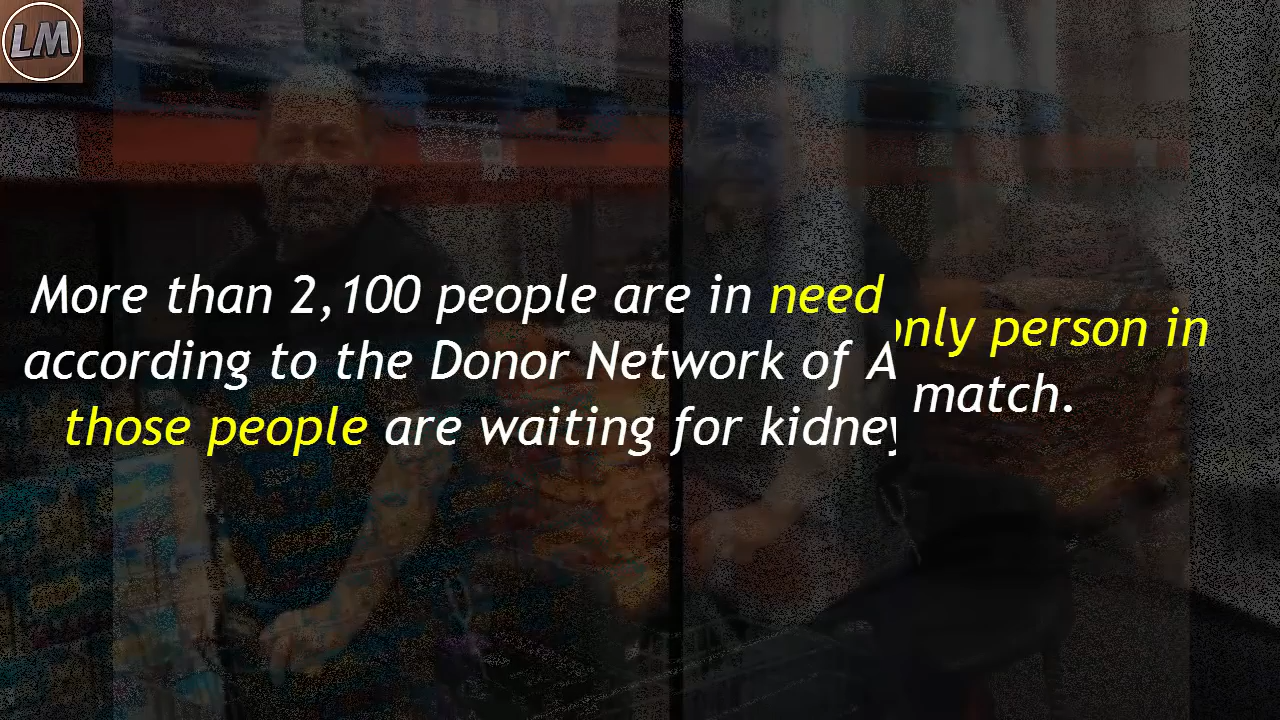 LM
More than 2,100 people are in need
only person in
according to the Donor Network of A
match.
those people are waiting for kidney